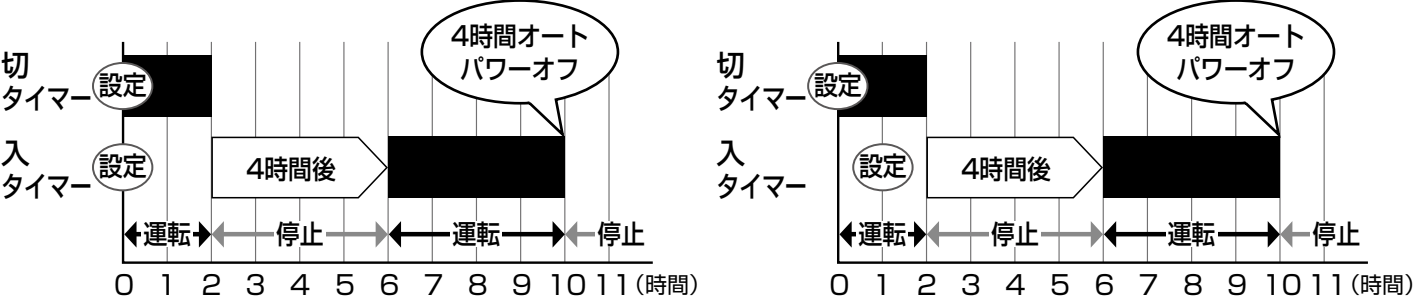 4時間オート
パワーオフ
切
タイマー
設定
入
タイマー
設定
4時間後
運転 停止 運転 停止
0 1 2 3 4 5 6 7 8 9 10 11(時間)
4時間オート
パワーオフ
切
タイマー
設定
入
タイマー
設定
4時間後
運転 停止 運転 停止
0 1 2 3 4 5 6 7 8 9 10 11(時間)